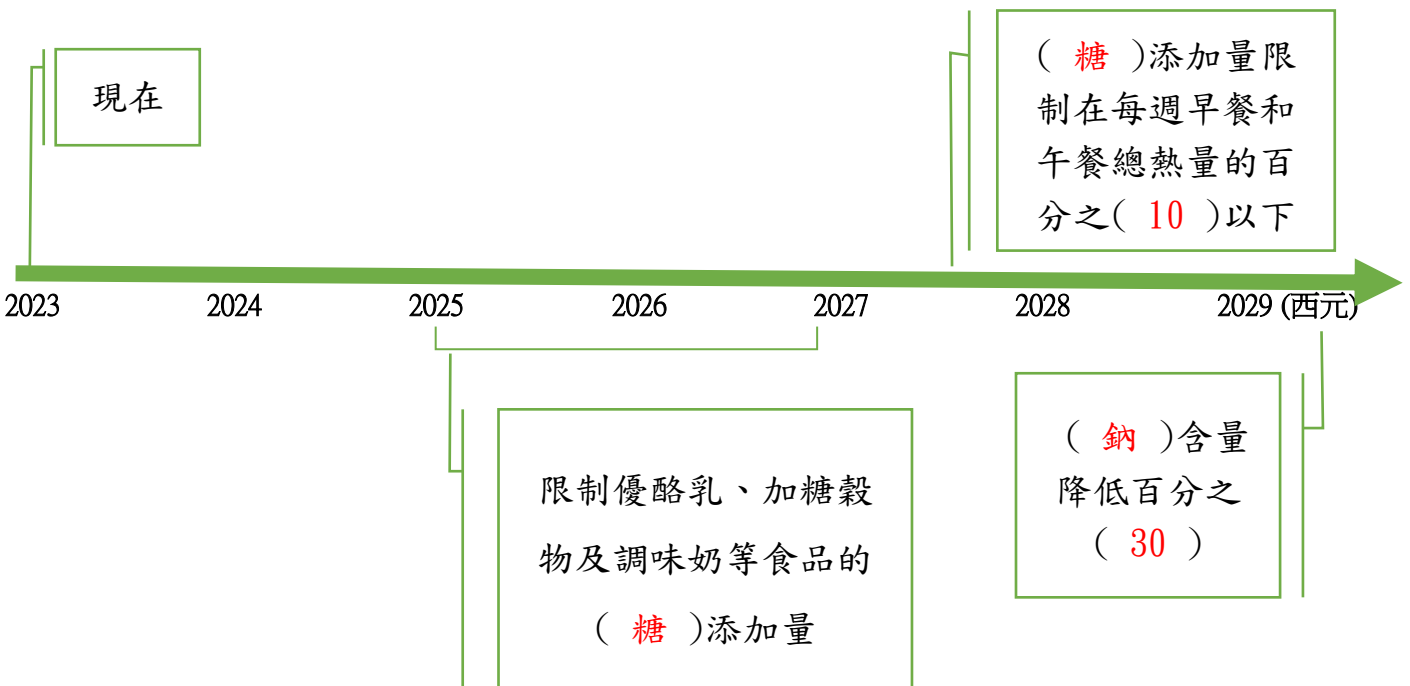 現在
( 糖 )添加量限
制在每週早餐和
午餐總熱量的百
分之( 10 )以下
2023 2024 2025 2026 2027 2028 2029 (西元)
限制優酪乳、加糖穀
物及調味奶等食品的
( 糖 )添加量
( 鈉 )含量
降低百分之
( 30 )